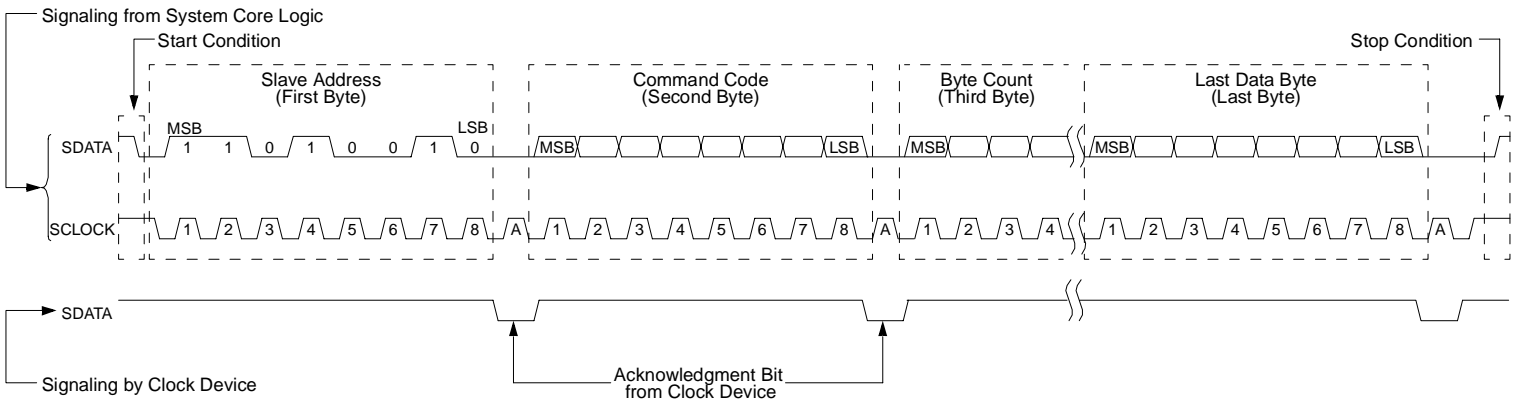 Signaling from System Core Logic
Start Condition
Stop Condition
Slave Address
(First Byte)
Command Code
(Second Byte)
Byte Count
(Third Byte)
Last Data Byte
(Last Byte)
MSB
LSB
SDATA
1 1 0 1 0 0 1 0
MSB LSB MSB MSB LSB
SCLOCK
1 2 3 4 5 6 7 8 A 1 2 3 4 5 6 7 8 A 1 2 3 4 1 2 3 4 5 6 7 8 A
SDATA
Signaling by Clock Device
Acknowledgment Bit
from Clock Device